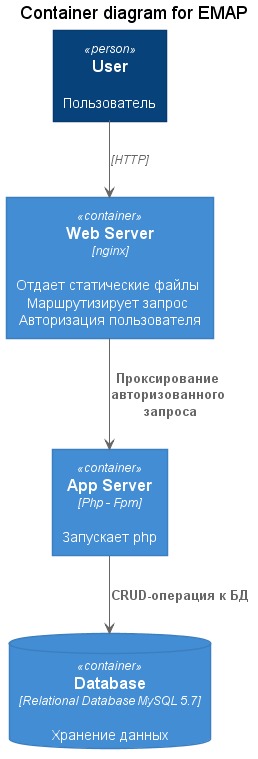 Container diagram for EMAP
«person»
User
Пользователь
[HTTP]
«container»
Web Server
[nginx]
Отдает статические файлы
Маршрутизирует запрос
Авторизация пользователя
Проксирование
авторизованного
запроса
«container»
App Server
[Php - Fpm]
Запускает php
CRUD-операция к БД
«container»
Database
[Relational Database MySQL 5.7]
Хранение данных